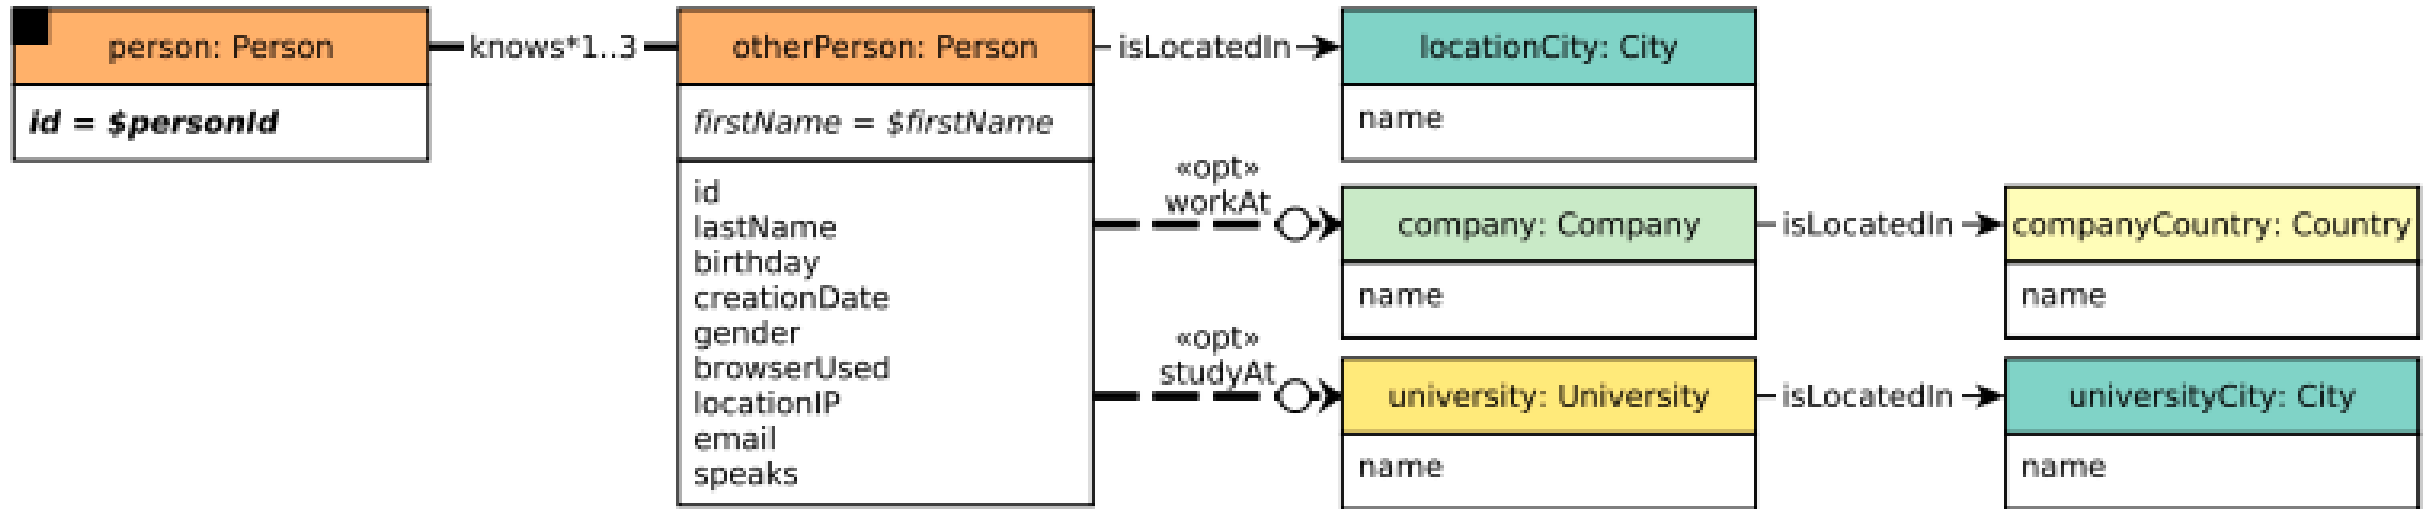 person: Person
id = $personId
knows*1..3
otherPerson: Person
firstName = $firstName
id
lastName
birthday
creationDate
gender
browserUsed
locationIP
email
speaks
isLocatedIn
locationCity: City
name
«opt»
workAt
company: Company
name
isLocatedIn
companyCountry: Country
name
«opt»
studyAt
university: University
name
isLocatedIn
universityCity: City
name